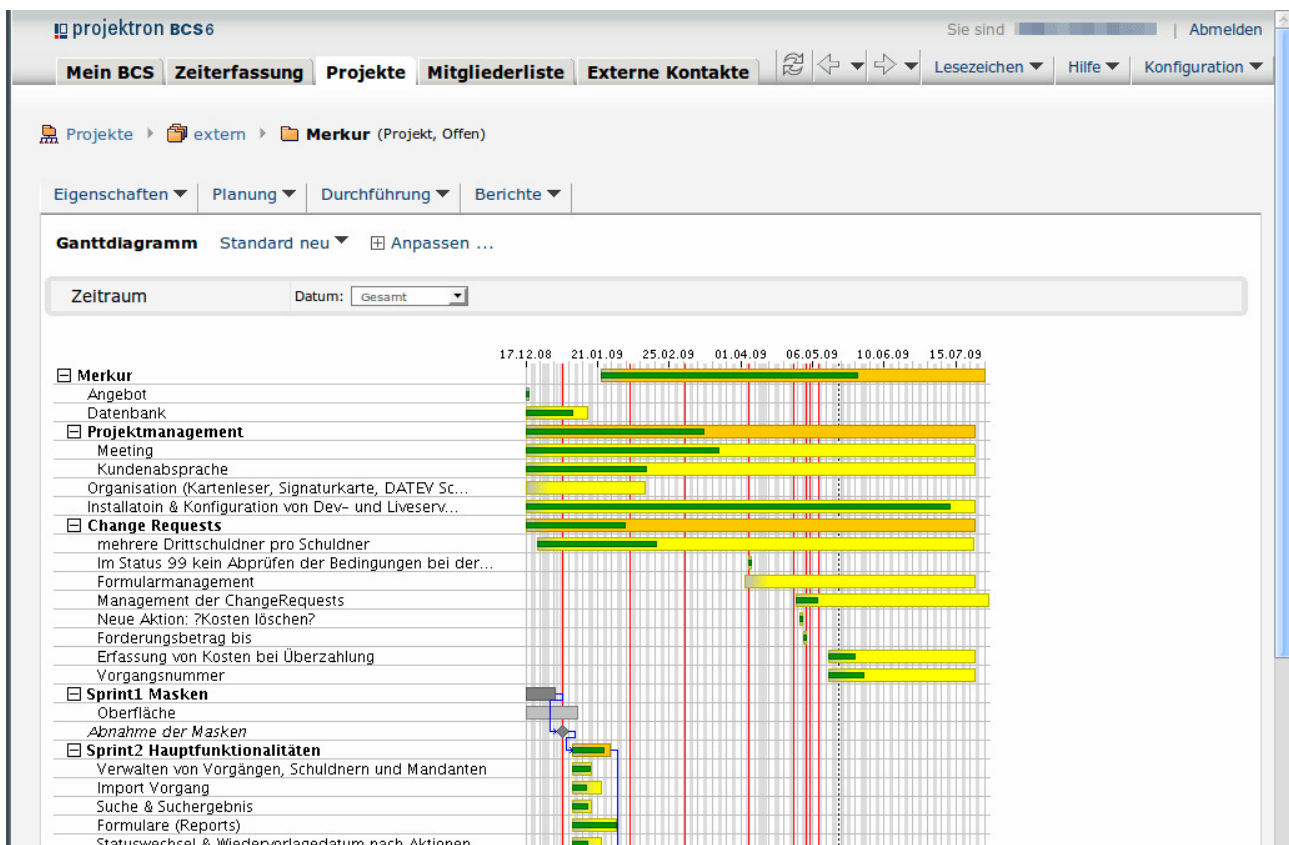 projektron BCS6
Sie sind | Abmelden
Mein BCS Zeiterfassung Projekte Mitgliederliste Externe Kontakte Lesezeichen Hilfe Konfiguration
Projekte extern Merkur (Projekt, Offen)
Eigenschaften Planung Durchführung Berichte
Ganttdiagramm Standard neu Anpassen ...
Zeitraum Datum: Gesamt
17.12.08 21.01.09 25.02.09 01.04.09 06.05.09 10.06.09 15.07.09
Merkur
Angebot
Datenbank
Projektmanagement
Meeting
Kundenabsprache
Organisation (Kartenleser, Signaturkarte, DATEV Sc...
Installatoin & Konfiguration von Dev- und Liveserv...
Change Requests
mehrere Drittschuldner pro Schuldner
Im Status 99 kein Abprüfen der Bedingungen bei der...
Formularmanagement
Management der ChangeRequests
Neue Aktion: ?Kosten löschen?
Forderungsbetrag bis
Erfassung von Kosten bei Überzahlung
Vorgangsnummer
Sprint1 Masken
Oberfläche
Abnahme der Masken
Sprint2 Hauptfunktionalitäten
Verwalten von Vorgängen, Schuldnern und Mandanten
Import Vorgang
Suche & Suchergebnis
Formulare (Reports)
Statuswechsel & Wiedervorlagedatum nach Aktionen